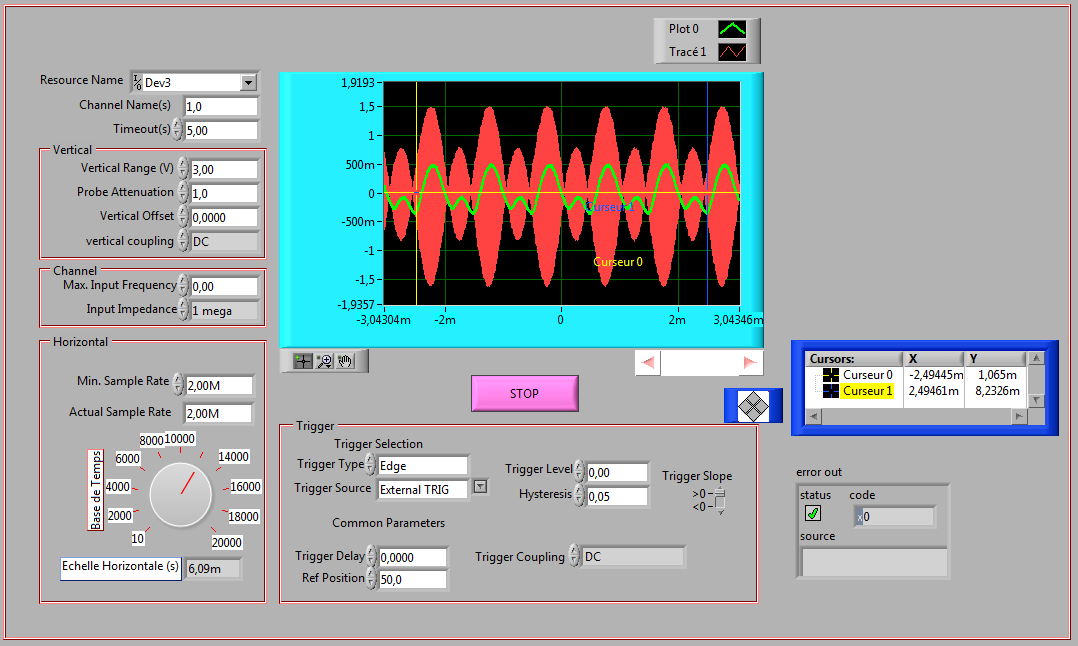 Plot 0
Tracé 1
Resource Name
I/O Dev3
Channel Name(s)
1,0
Timeout(s)
5,00
Vertical
Vertical Range (V)
3,00
Probe Attenuation
1,0
Vertical Offset
0,0000
vertical coupling
DC
Channel
Max. Input Frequency
0,00
Input Impedance
1 mega
Horizontal
Min. Sample Rate
2,00M
Actual Sample Rate
2,00M
Base de Temps
10
2000
4000
6000
8000
10000
14000
16000
18000
20000
Echelle Horizontale (s)
6,09m
1,9193
1,5
1
500m
0
-500m
-1
-1,5
-1,9357
-3,04304m
-2m
0
2m
3,04346m
Curseur 1
Curseur 0
STOP
Trigger
Trigger Selection
Trigger Type
Edge
Trigger Source
External TRIG
Trigger Level
0,00
Hysteresis
0,05
Trigger Slope
>0
<0
Common Parameters
Trigger Delay
0,0000
Ref Position
50,0
Trigger Coupling
DC
Cursors: X Y
Curseur 0 -2,49445m 1,065m
Curseur 1 2,49461m 8,2326m
error out
status code
x0
source